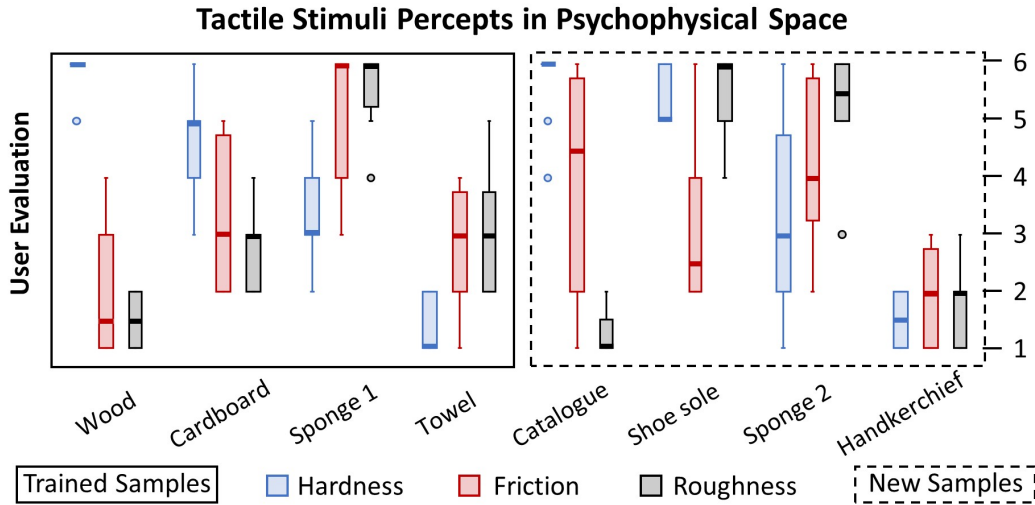 Tactile Stimuli Percepts in Psychophysical Space
User Evaluation
6
5
4
3
2
1
Wood
Cardboard
Sponge 1
Towel
Catalogue
Shoe sole
Sponge 2
Handkerchief
Trained Samples
Hardness
Friction
Roughness
New Samples